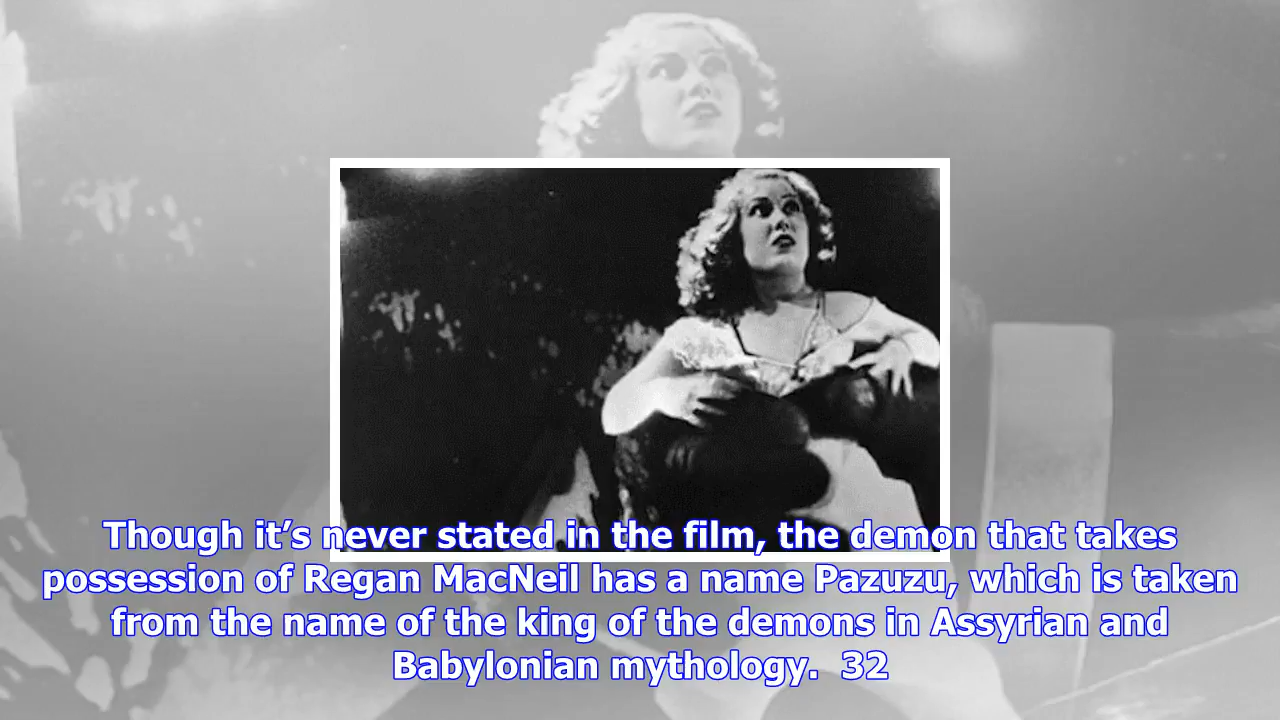 Though it’s never stated in the film, the demon that takes
possession of Regan MacNeil has a name Pazuzu, which is taken
from the name of the king of the demons in Assyrian and
Babylonian mythology.  32